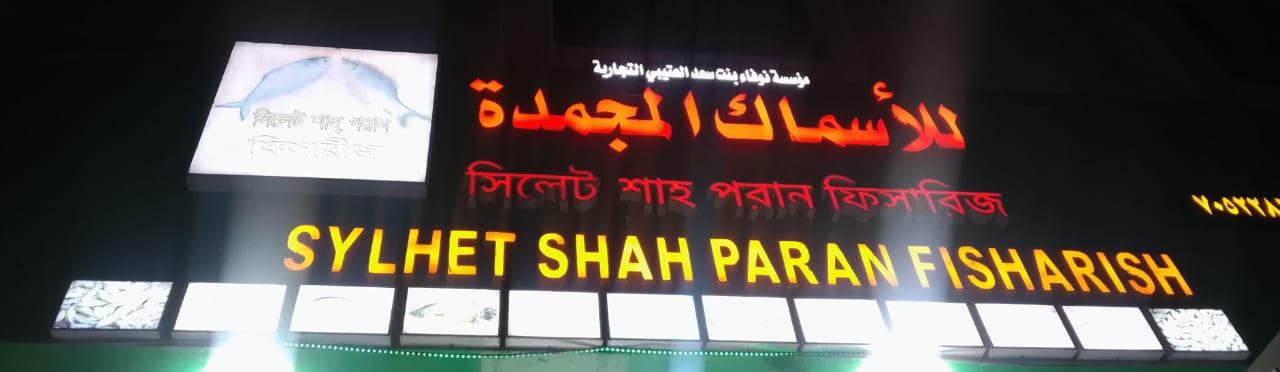 مؤسسة نوفاء بنت سعد العتيبي التجارية
للأسماك المجمدة
সিলেট শাহ্ পরান
ফিসারীজ
সিলেট শাহ পরান ফিসারিজ
SYLHET SHAH PARAN FISHARISH